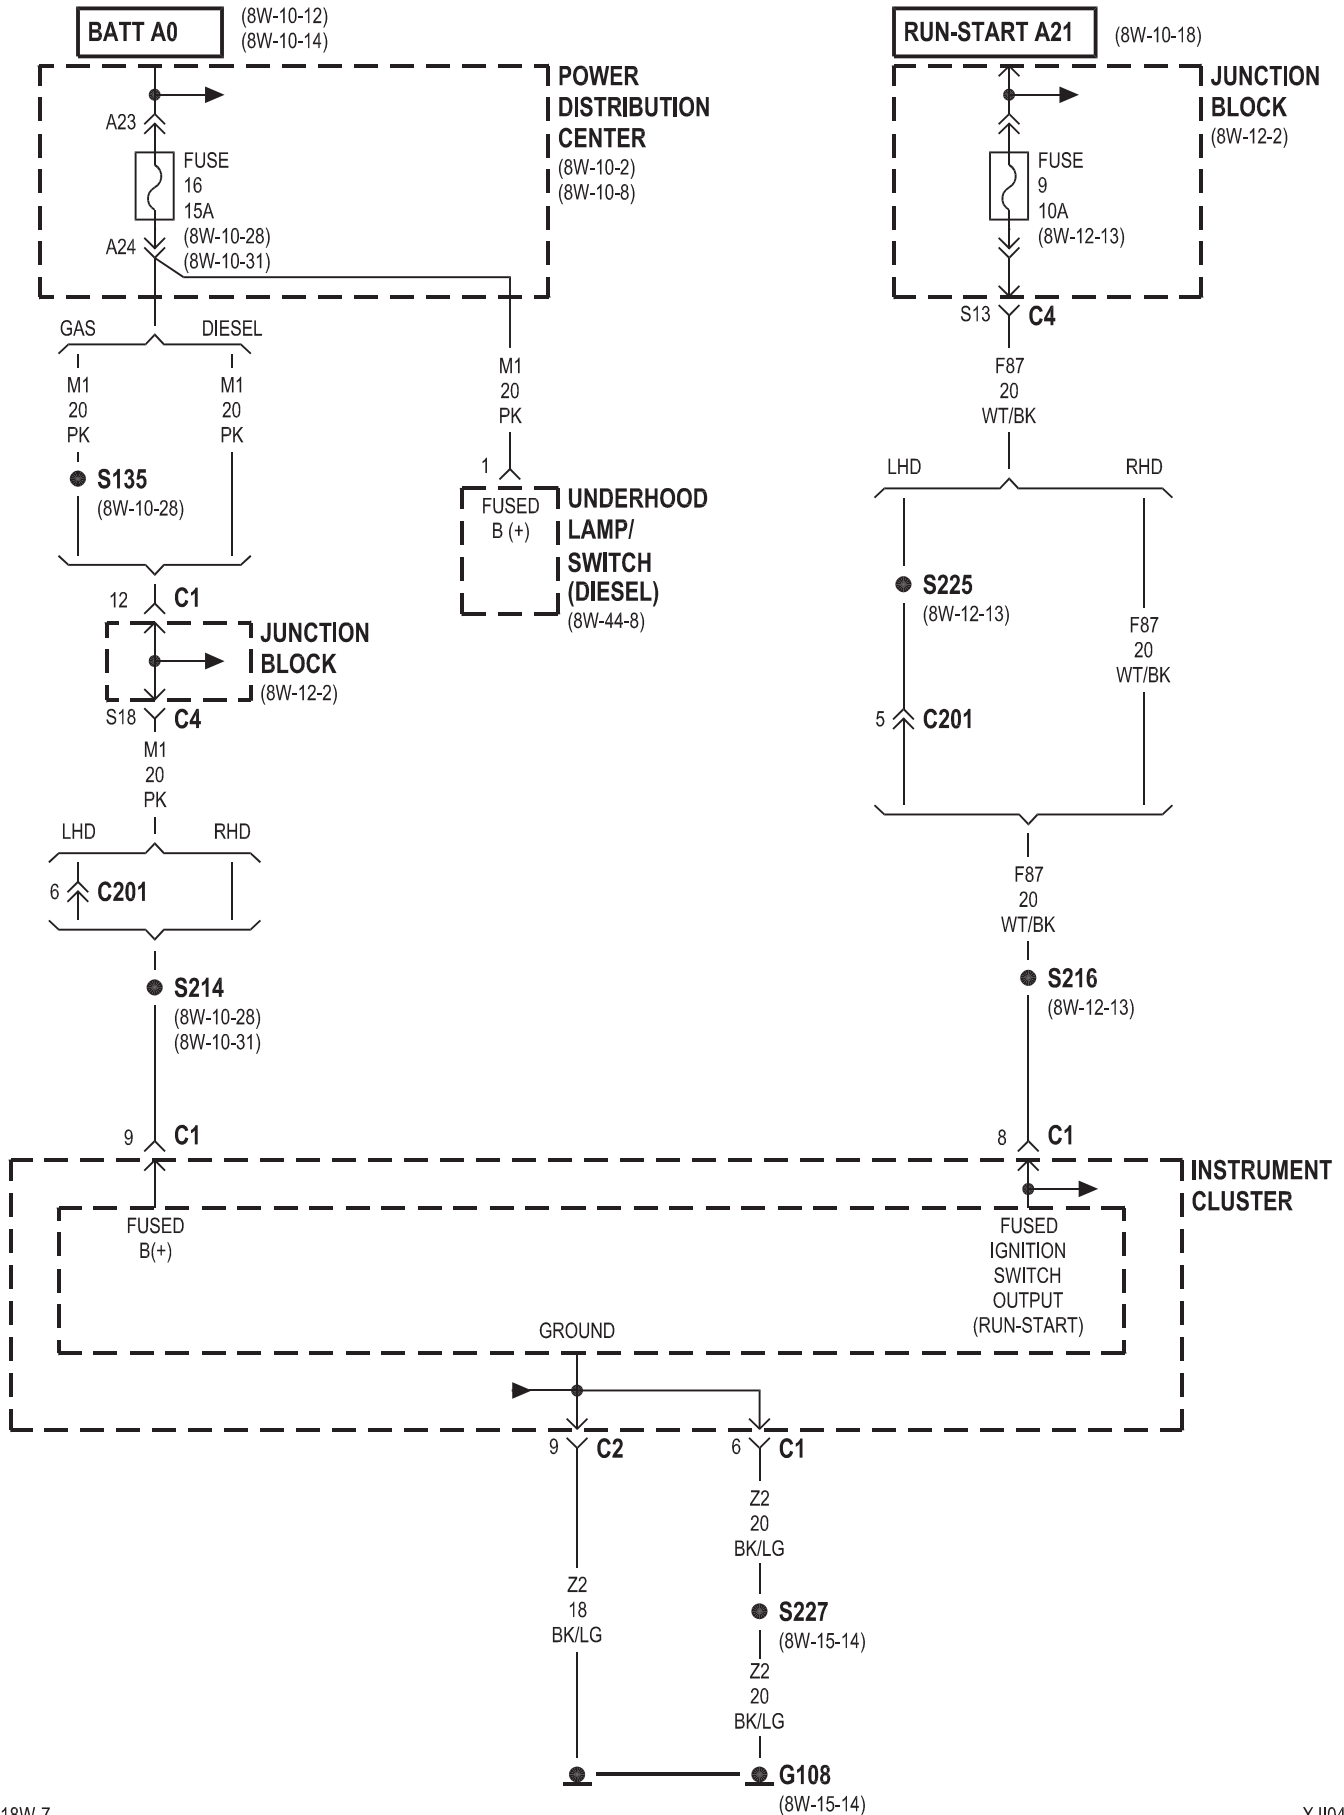 BATT A0
(8W-10-12)
(8W-10-14)
RUN-START A21
(8W-10-18)
POWER
DISTRIBUTION
CENTER
(8W-10-2)
(8W-10-8)
A23
FUSE
16
15A
(8W-10-28)
(8W-10-31)
A24
JUNCTION
BLOCK
(8W-12-2)
FUSE
9
10A
(8W-12-13)
S13
C4
GAS
DIESEL
M1
20
PK
M1
20
PK
M1
20
PK
S135
(8W-10-28)
1
FUSED
B (+)
UNDERHOOD
LAMP/
SWITCH
(DIESEL)
(8W-44-8)
12
C1
JUNCTION
BLOCK
(8W-12-2)
S18
C4
M1
20
PK
LHD
RHD
6
C201
S214
(8W-10-28)
(8W-10-31)
9
C1
F87
20
WT/BK
LHD
RHD
S225
(8W-12-13)
F87
20
WT/BK
5
C201
F87
20
WT/BK
S216
(8W-12-13)
8
C1
INSTRUMENT
CLUSTER
FUSED
B(+)
FUSED
IGNITION
SWITCH
OUTPUT
(RUN-START)
GROUND
9
C2
6
C1
Z2
20
BK/LG
Z2
18
BK/LG
S227
(8W-15-14)
Z2
20
BK/LG
G108
(8W-15-14)